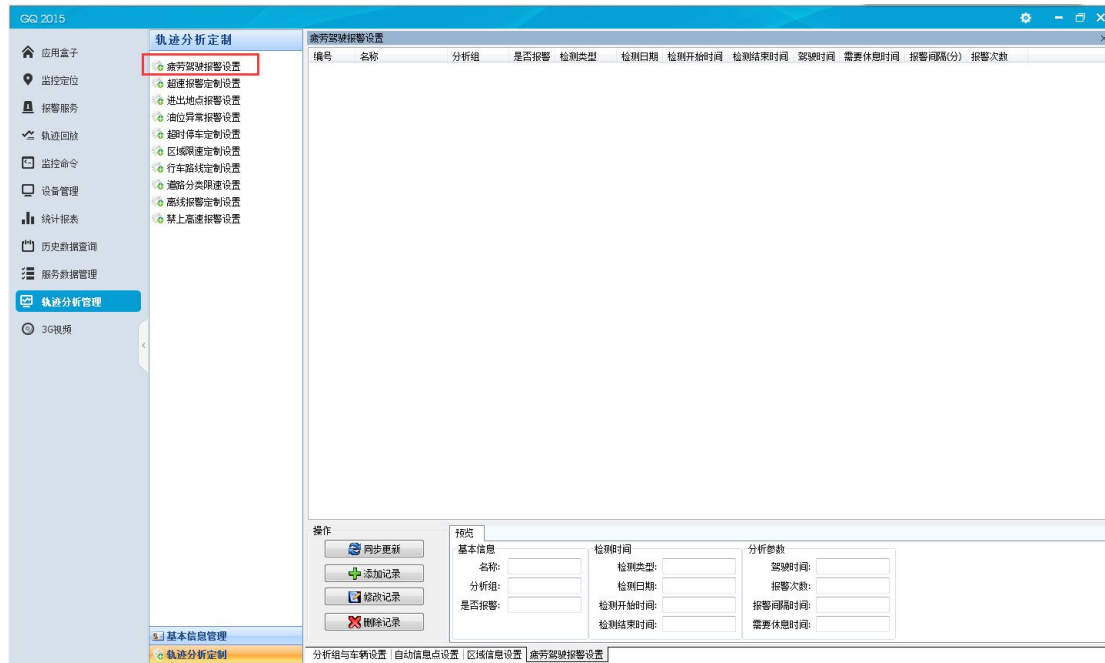 GQ 2015
应用盒子
监控定位
报警服务
轨迹回放
监控命令
设备管理
统计报表
历史数据查询
服务数据管理
轨迹分析管理
3G视频
轨迹分析定制
疲劳驾驶报警设置
超速报警定制设置
进出地点报警设置
油位异常报警设置
超时停车定制设置
区域限速定制设置
行车路线定制设置
道路分类限速设置
离线报警定制设置
禁上高速报警设置
基本信息管理
轨迹分析定制
疲劳驾驶报警设置
编号 名称 分析组 是否报警 检测类型 检测日期 检测开始时间 检测结束时间 驾驶时间 需要休息时间 报警间隔(分) 报警次数
操作
同步更新
添加记录
修改记录
删除记录
预览
基本信息
名称:
分析组:
是否报警:
检测时间
检测类型:
检测日期:
检测开始时间:
检测结束时间:
分析参数
驾驶时间:
报警次数:
报警间隔时间:
需要休息时间:
分析组与车辆设置 自动信息点设置 区域信息设置 疲劳驾驶报警设置